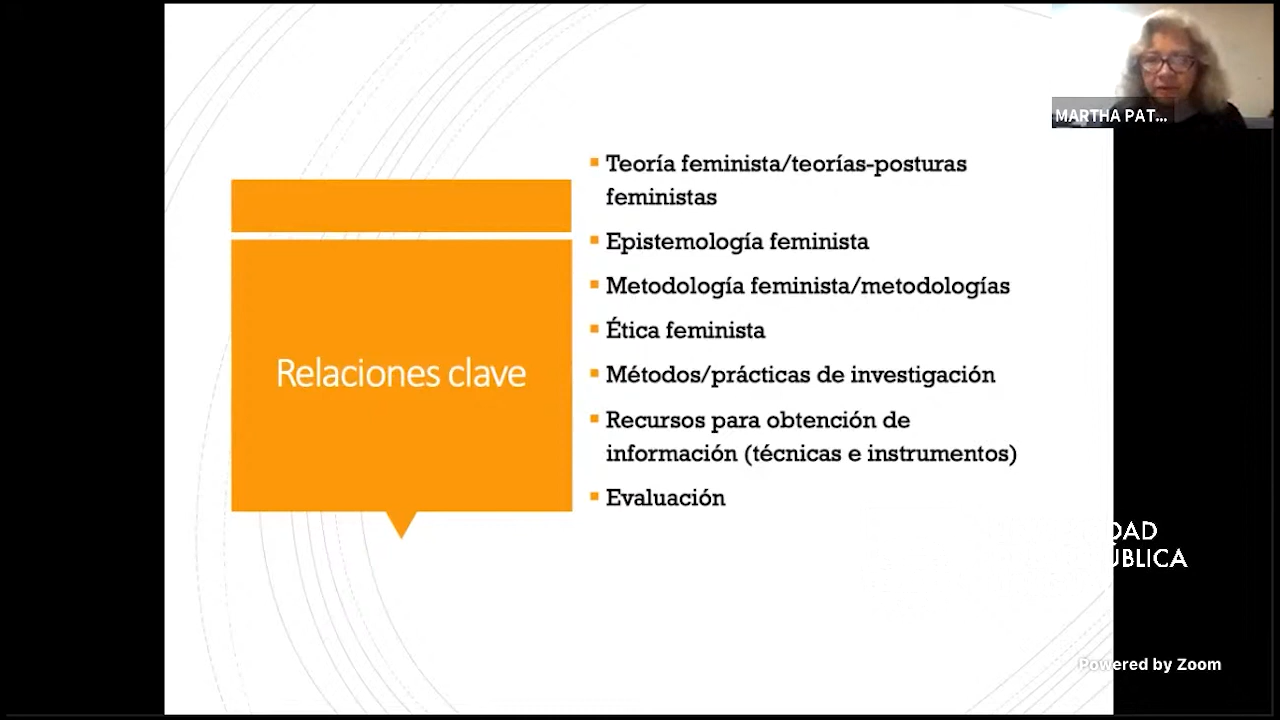 MARTHA PAT...
Teoría feminista/teorías-posturas
feministas
Epistemología feminista
Metodología feminista/metodologías
Ética feminista
Relaciones clave
Métodos/prácticas de investigación
Recursos para obtención de
información (técnicas e instrumentos)
Evaluación
DAD
ÚBLICA
Powered by Zoom